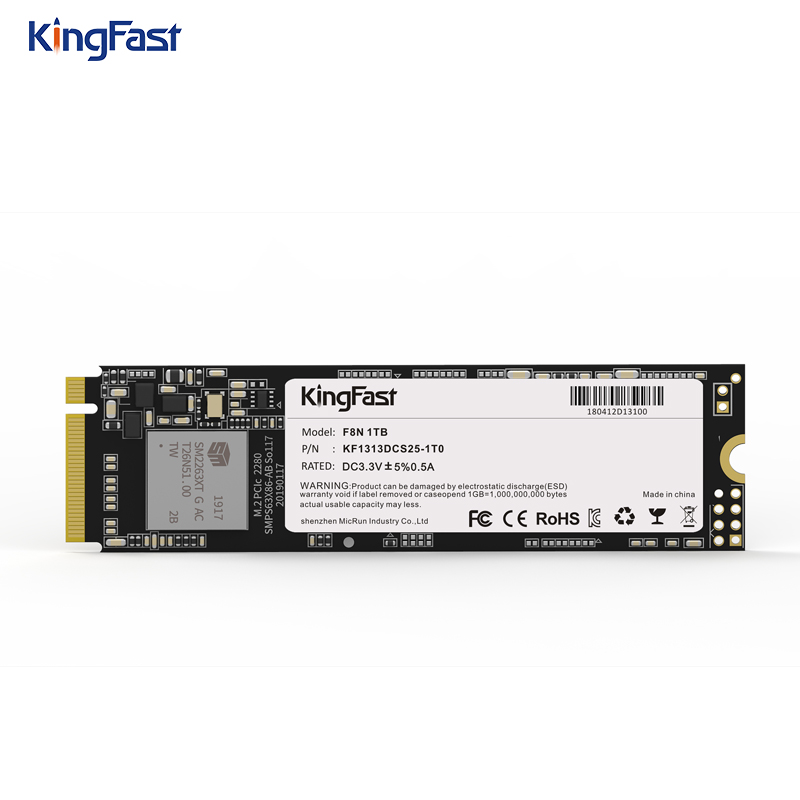 KingFast
KingFast
180412D13100
Model: F8N 1TB
P/N : KF1313DCS25-1T0
RATED: DC3.3V±5%0.5A
WARNING:Product can be damaged by electrostatic discharge(ESD)
warranty void if label removed or caseopend 1GB=1,000,000,000 bytes
actual usable capacity may less.
Made in china
shenzhen MicRun Industry Co.,Ltd
FC CE RoHS
SM2263XT G AC
T26N51.00
TW 2B
1917
M.2 PCIc 2280
SMPS63X86-AB So117
20190117